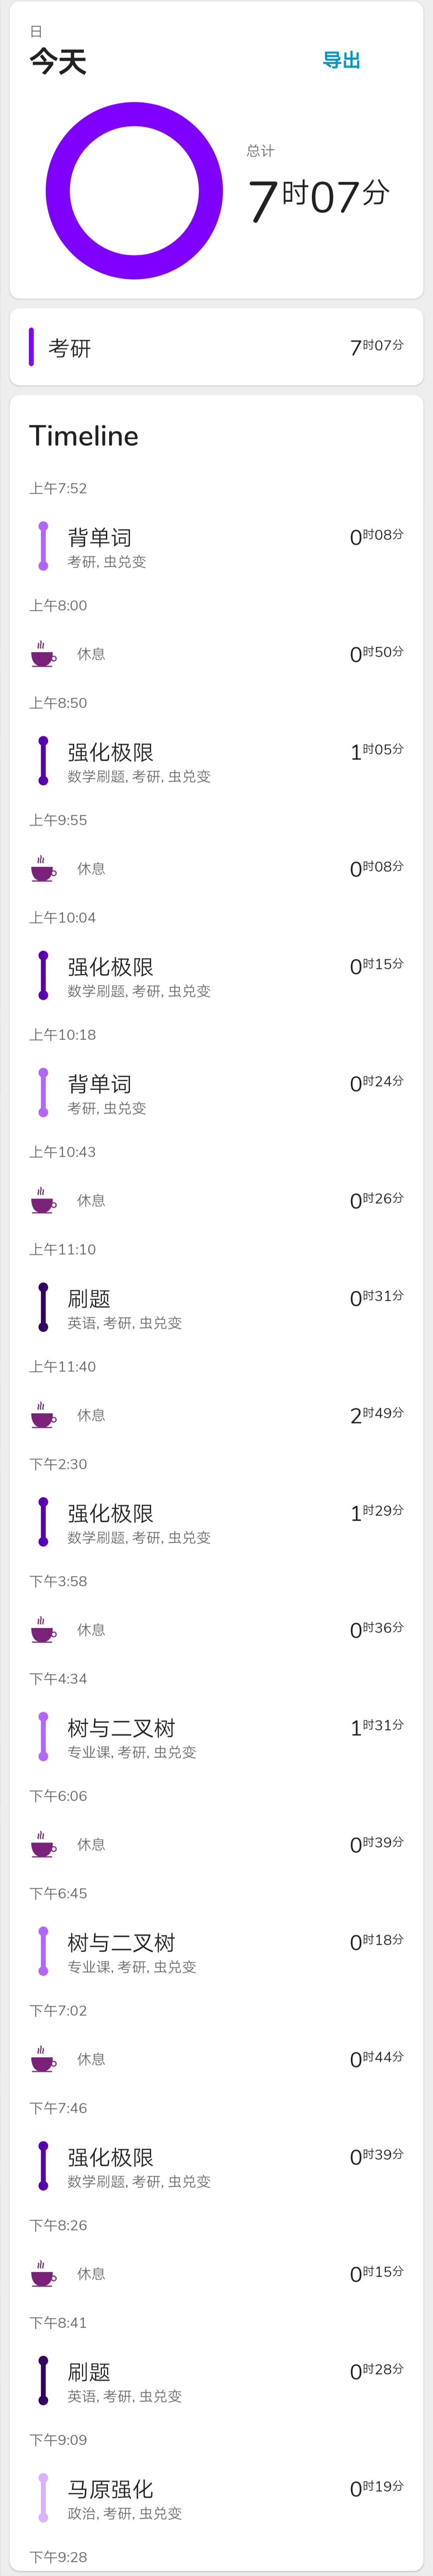 日
今天
导出
总计
7时07分
考研
7时07分
Timeline
上午7:52
背单词
0时08分
考研, 虫兑变
上午8:00
休息
0时50分
上午8:50
强化极限
1时05分
数学刷题, 考研, 虫兑变
上午9:55
休息
0时08分
上午10:04
强化极限
0时15分
数学刷题, 考研, 虫兑变
上午10:18
背单词
0时24分
考研, 虫兑变
上午10:43
休息
0时26分
上午11:10
刷题
0时31分
英语, 考研, 虫兑变
上午11:40
休息
2时49分
下午2:30
强化极限
1时29分
数学刷题, 考研, 虫兑变
下午3:58
休息
0时36分
下午4:34
树与二叉树
1时31分
专业课, 考研, 虫兑变
下午6:06
休息
0时39分
下午6:45
树与二叉树
0时18分
专业课, 考研, 虫兑变
下午7:02
休息
0时44分
下午7:46
强化极限
0时39分
数学刷题, 考研, 虫兑变
下午8:26
休息
0时15分
下午8:41
刷题
0时28分
英语, 考研, 虫兑变
下午9:09
马原强化
0时19分
政治, 考研, 虫兑变
下午9:28